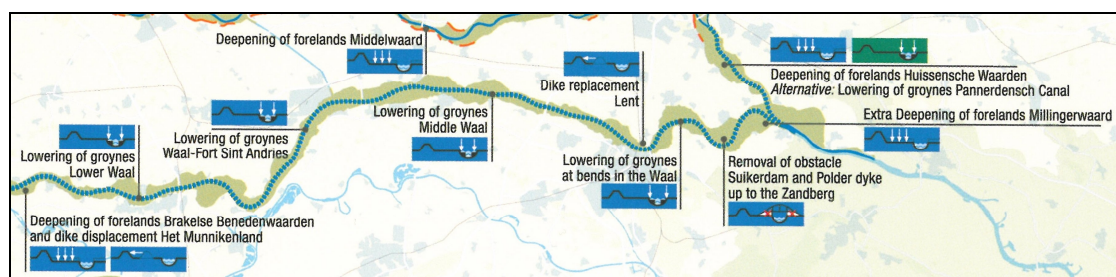 Deepening of forelands Middelwaard
Deepening of forelands Huissensche Waarden
Alternative: Lowering of groynes Pannerdensch Canal
Dike replacement
Lent
Extra Deepening of forelands Millingerwaard
Lowering of groynes
Middle Waal
Lowering of groynes
Waal-Fort Sint Andries
Lowering of groynes
Lower Waal
Lowering of groynes
at bends in the Waal
Removal of obstacle
Suikerdam and Polder dyke
up to the Zandberg
Deepening of forelands Brakelse Benedenwaarden
and dike displacement Het Munnikenland